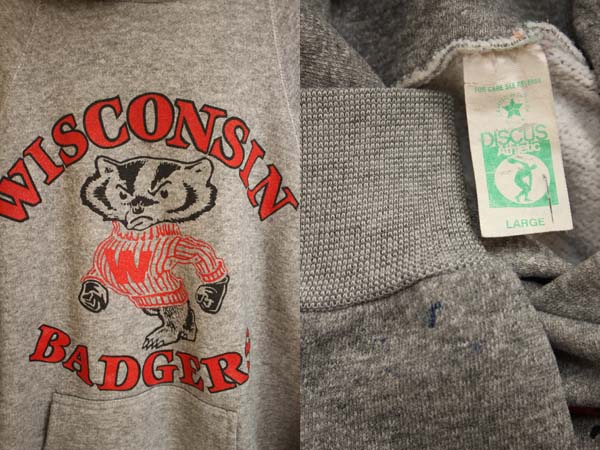 WISCONSIN
W
BADGERS
FOR CARE SEE REVERSE
DISCUS
Athletic
LARGE